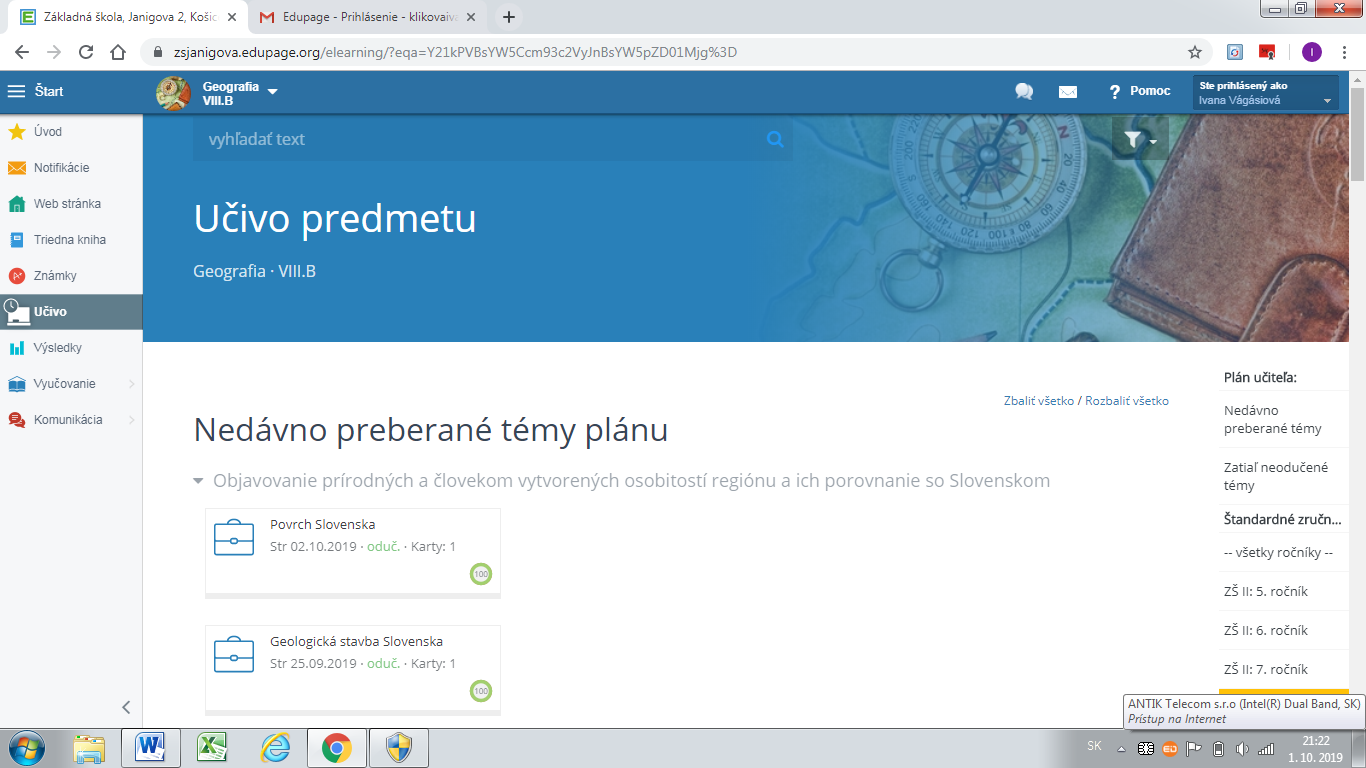 Základná škola, Janigova 2, Košic
Edupage - Prihlásenie - klikovaiva
zsjanigova.edupage.org/elearning/?eqa=Y21kPVBsYW5Ccm93c2VyJnBsYW5pZD01Mjg%3D
I
Štart
Geografia
VIII.B
? Pomoc
Ste prihlásený ako
Ivana Vágásiová
Úvod
Notifikácie
Web stránka
Triedna kniha
Známky
Učivo
Výsledky
Vyučovanie
Komunikácia
vyhľadať text
Učivo predmetu
Geografia · VIII.B
Zbaliť všetko / Rozbaliť všetko
Nedávno preberané témy plánu
Objavovanie prírodných a človekom vytvorených osobitostí regiónu a ich porovnanie so Slovenskom
Povrch Slovenska
Str 02.10.2019 · oduč. · Karty: 1
100
Geologická stavba Slovenska
Str 25.09.2019 · oduč. · Karty: 1
100
Plán učiteľa:
Nedávno
preberané témy
Zatiaľ neodučené
témy
Štandardné zručn...
-- všetky ročníky --
ZŠ II: 5. ročník
ZŠ II: 6. ročník
ZŠ II: 7. ročník
ANTIK Telecom s.r.o (Intel(R) Dual Band, SK)
Prístup na Internet
SK
21:22
1. 10. 2019